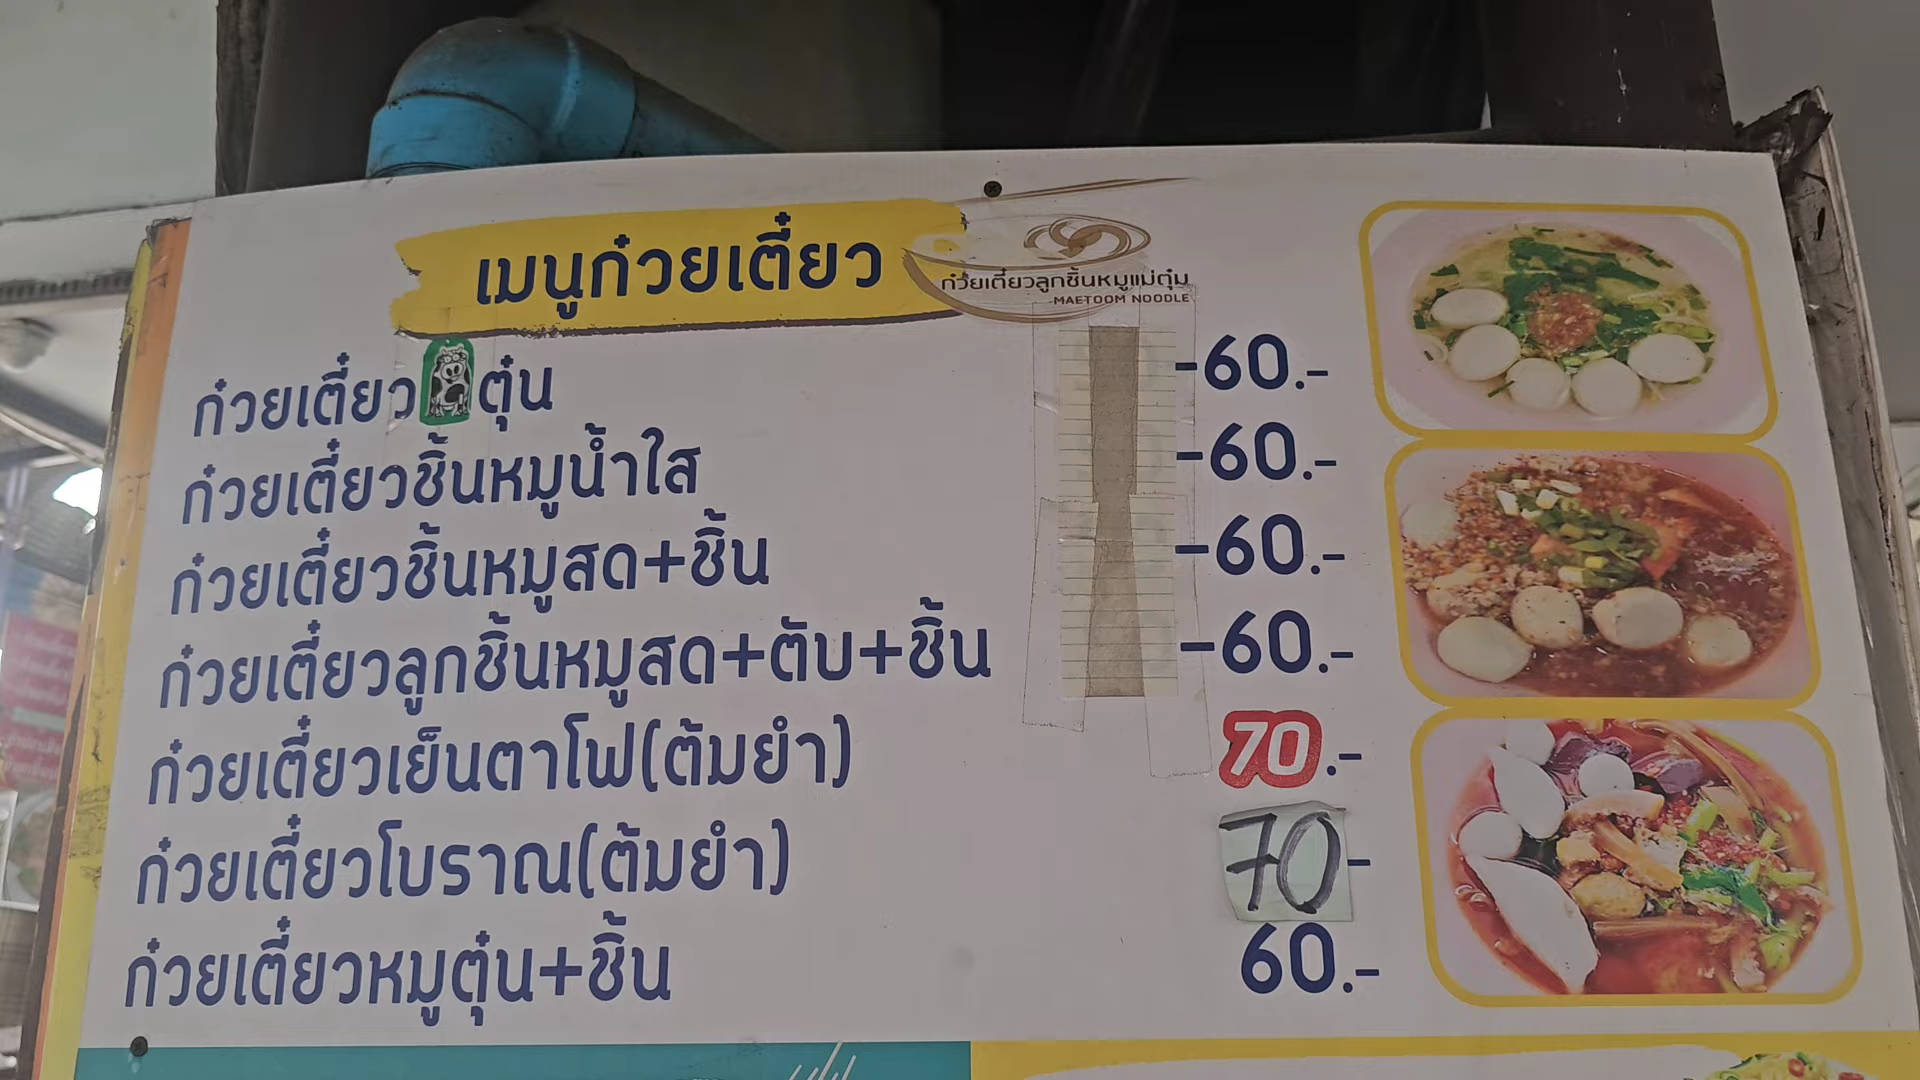 เมนูก๋วยเตี๋ยว
ก๋วยเตี๋ยวลูกชิ้นหมูแม่ตุ๋ม
MAETOOM NOODLE
ก๋วยเตี๋ยว ตุ๋น -60.-
ก๋วยเตี๋ยวชิ้นหมูน้ำใส -60.-
ก๋วยเตี๋ยวชิ้นหมูสด+ชิ้น -60.-
ก๋วยเตี๋ยวลูกชิ้นหมูสด+ตับ+ชิ้น -60.-
ก๋วยเตี๋ยวเย็นตาโฟ(ต้มยำ) 70.-
ก๋วยเตี๋ยวโบราณ(ต้มยำ) 70-
ก๋วยเตี๋ยวหมูตุ๋น+ชิ้น 60.-